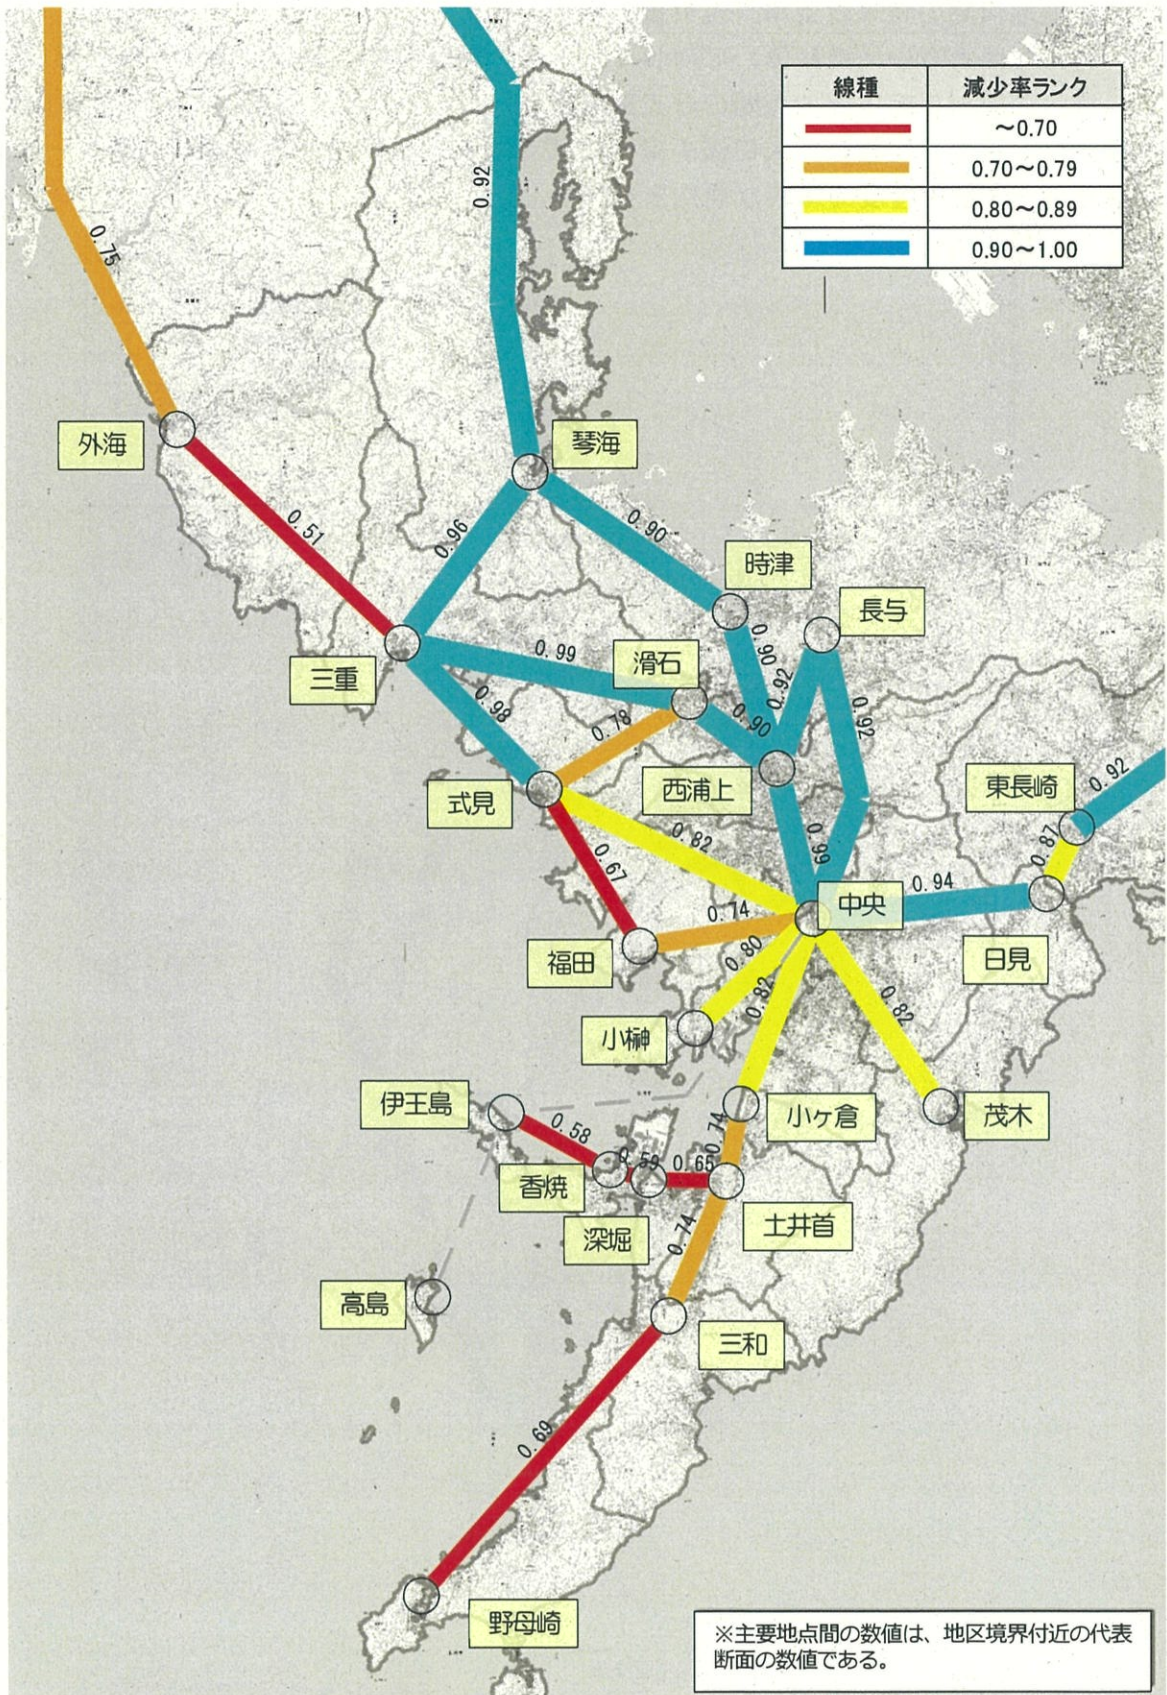 線種 減少率ランク
～0.70
0.70～0.79
0.80～0.89
0.90～1.00
0.92
0.75
外海
琴海
0.51
0.96
0.90
時津
長与
三重
0.99
滑石
0.90
0.92
0.98
0.78
0.90
0.92
式見
西浦上
東長崎
0.92
0.82
0.99
0.87
0.67
中央
0.94
0.74
福田
0.80
日見
0.82
0.82
小榊
伊王島
小ヶ倉
茂木
0.58
0.74
0.59
0.65
香焼
深堀
土井首
0.74
高島
三和
0.69
野母崎
※主要地点間の数値は、地区境界付近の代表
断面の数値である。